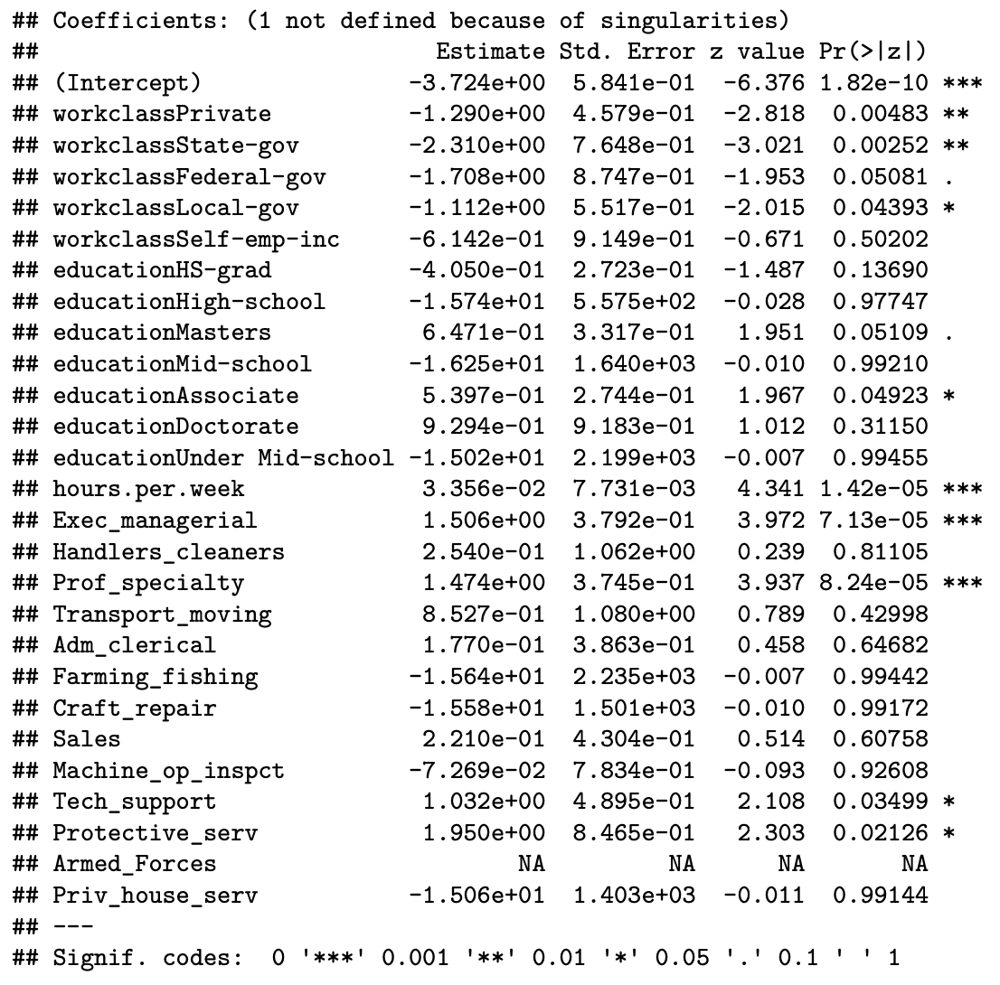 ## Coefficients: (1 not defined because of singularities)
##                           Estimate Std. Error z value Pr(>|z|)
## (Intercept)             -3.724e+00  5.841e-01  -6.376 1.82e-10 ***
## workclassPrivate        -1.290e+00  4.579e-01  -2.818  0.00483 **
## workclassState-gov      -2.310e+00  7.648e-01  -3.021  0.00252 **
## workclassFederal-gov    -1.708e+00  8.747e-01  -1.953  0.05081 .
## workclassLocal-gov      -1.112e+00  5.517e-01  -2.015  0.04393 *
## workclassSelf-emp-inc   -6.142e-01  9.149e-01  -0.671  0.50202
## educationHS-grad        -4.050e-01  2.723e-01  -1.487  0.13690
## educationHigh-school    -1.574e+01  5.575e+02  -0.028  0.97747
## educationMasters         6.471e-01  3.317e-01   1.951  0.05109 .
## educationMid-school     -1.625e+01  1.640e+03  -0.010  0.99210
## educationAssociate       5.397e-01  2.744e-01   1.967  0.04923 *
## educationDoctorate       9.294e-01  9.183e-01   1.012  0.31150
## educationUnder Mid-school -1.502e+01  2.199e+03  -0.007  0.99455
## hours.per.week           3.356e-02  7.731e-03   4.341 1.42e-05 ***
## Exec_managerial          1.506e+00  3.792e-01   3.972 7.13e-05 ***
## Handlers_cleaners        2.540e-01  1.062e+00   0.239  0.81105
## Prof_specialty           1.474e+00  3.745e-01   3.937 8.24e-05 ***
## Transport_moving         8.527e-01  1.080e+00   0.789  0.42998
## Adm_clerical             1.770e-01  3.863e-01   0.458  0.64682
## Farming_fishing         -1.564e+01  2.235e+03  -0.007  0.99442
## Craft_repair            -1.558e+01  1.501e+03  -0.010  0.99172
## Sales                    2.210e-01  4.304e-01   0.514  0.60758
## Machine_op_inspct       -7.269e-02  7.834e-01  -0.093  0.92608
## Tech_support             1.032e+00  4.895e-01   2.108  0.03499 *
## Protective_serv          1.950e+00  8.465e-01   2.303  0.02126 *
## Armed_Forces                    NA         NA      NA       NA
## Priv_house_serv         -1.506e+01  1.403e+03  -0.011  0.99144
## ---
## Signif. codes:  0 '***' 0.001 '**' 0.01 '*' 0.05 '.' 0.1 ' ' 1